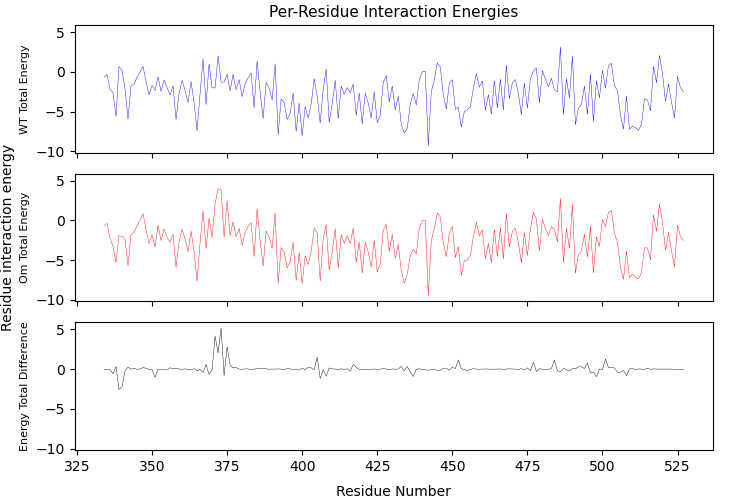 Per-Residue Interaction Energies
Residue interaction energy
WT Total Energy
5
0
−5
−10
Om Total Energy
5
0
−5
−10
Energy Total Difference
5
0
−5
−10
325 350 375 400 425 450 475 500 525
Residue Number